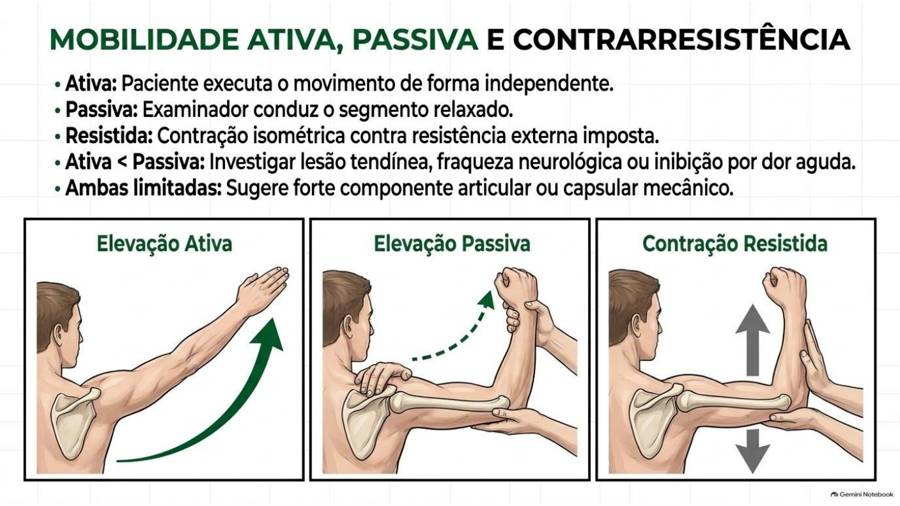 MOBILIDADE ATIVA, PASSIVA E CONTRARRESISTÊNCIA
• Ativa: Paciente executa o movimento de forma independente.
• Passiva: Examinador conduz o segmento relaxado.
• Resistida: Contração isométrica contra resistência externa imposta.
• Ativa < Passiva: Investigar lesão tendínea, fraqueza neurológica ou inibição por dor aguda.
• Ambas limitadas: Sugere forte componente articular ou capsular mecânico.
Elevação Ativa
Elevação Passiva
Contração Resistida
Gemini Notebook